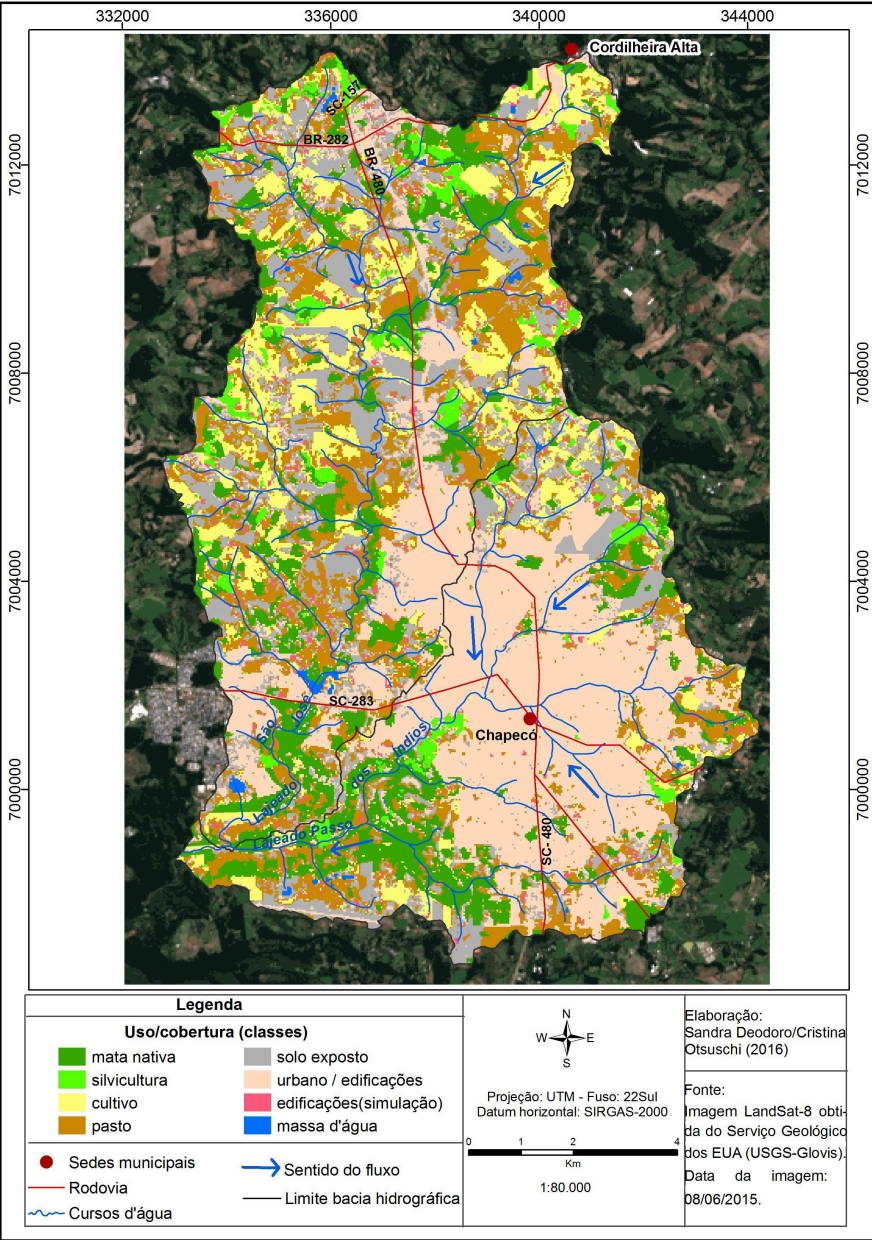 332000
336000
340000
344000
Cordilheira Alta
SC-157
BR-282
BR-480
7012000
7012000
7008000
7008000
7004000
7004000
7000000
7000000
SC-283
São José
Lajeado
dos Índios
Lajeado Passo
Chapecó
SC-480
Legenda
Uso/cobertura (classes)
mata nativa
silvicultura
cultivo
pasto
solo exposto
urbano / edificações
edificações(simulação)
massa d'água
Sedes municipais
Rodovia
Cursos d'água
Sentido do fluxo
Limite bacia hidrográfica
N
W
E
S
Projeção: UTM - Fuso: 22Sul
Datum horizontal: SIRGAS-2000
0 1 2 4
Km
1:80.000
Elaboração:
Sandra Deodoro/Cristina
Otsuschi (2016)
Fonte:
Imagem LandSat-8 obti-
da do Serviço Geológico
dos EUA (USGS-Glovis).
Data da imagem:
08/06/2015.